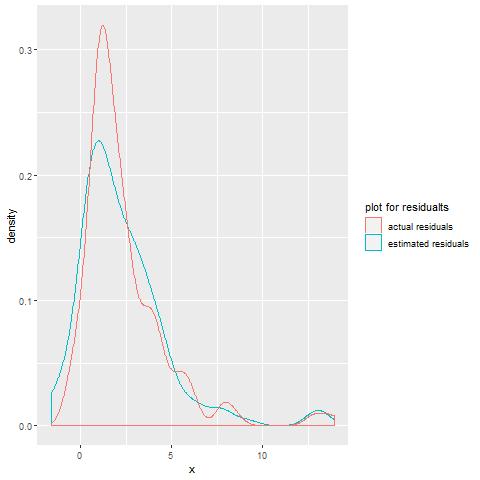 0.3
0.2
0.1
0.0
density
0
5
10
x
plot for residualts
actual residuals
estimated residuals